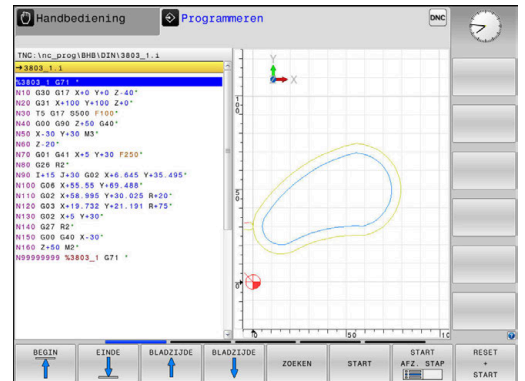 Handbediening
Programmeren
DNC
TNC:\nc_prog\BHB\DIN\3803_1.i
→3803_1.i
%3803_1 G71 *
N10 G30 G17 X+0 Y+0 Z-40*
N20 G31 X+100 Y+100 Z+0*
N30 T5 G17 S500 F100*
N40 G00 G90 Z+50 G40*
N50 X-30 Y+30 M3*
N60 Z-20*
N70 G01 G41 X+5 Y+30 F250*
N80 G26 R2*
N90 I+15 J+30 G02 X+6.645 Y+35.495*
N100 G06 X+55.55 Y+69.488*
N110 G02 X+58.995 Y+30.025 R+20*
N120 G03 X+19.732 Y+21.191 R+75*
N130 G02 X+5 Y+30*
N140 G27 R2*
N150 G00 G40 X-30*
N160 Z+50 M2*
N99999999 %3803_1 G71 *
Y
X
100
50
0
0
50
10
BEGIN
EINDE
BLADZIJDE
BLADZIJDE
ZOEKEN
START
START
AFZ. STAP
RESET
+
START